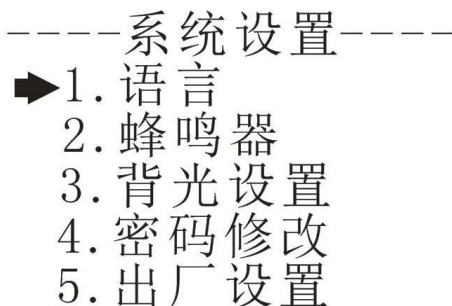 ----系统设置----
➡1.语言
2.蜂鸣器
3.背光设置
4.密码修改
5.出厂设置